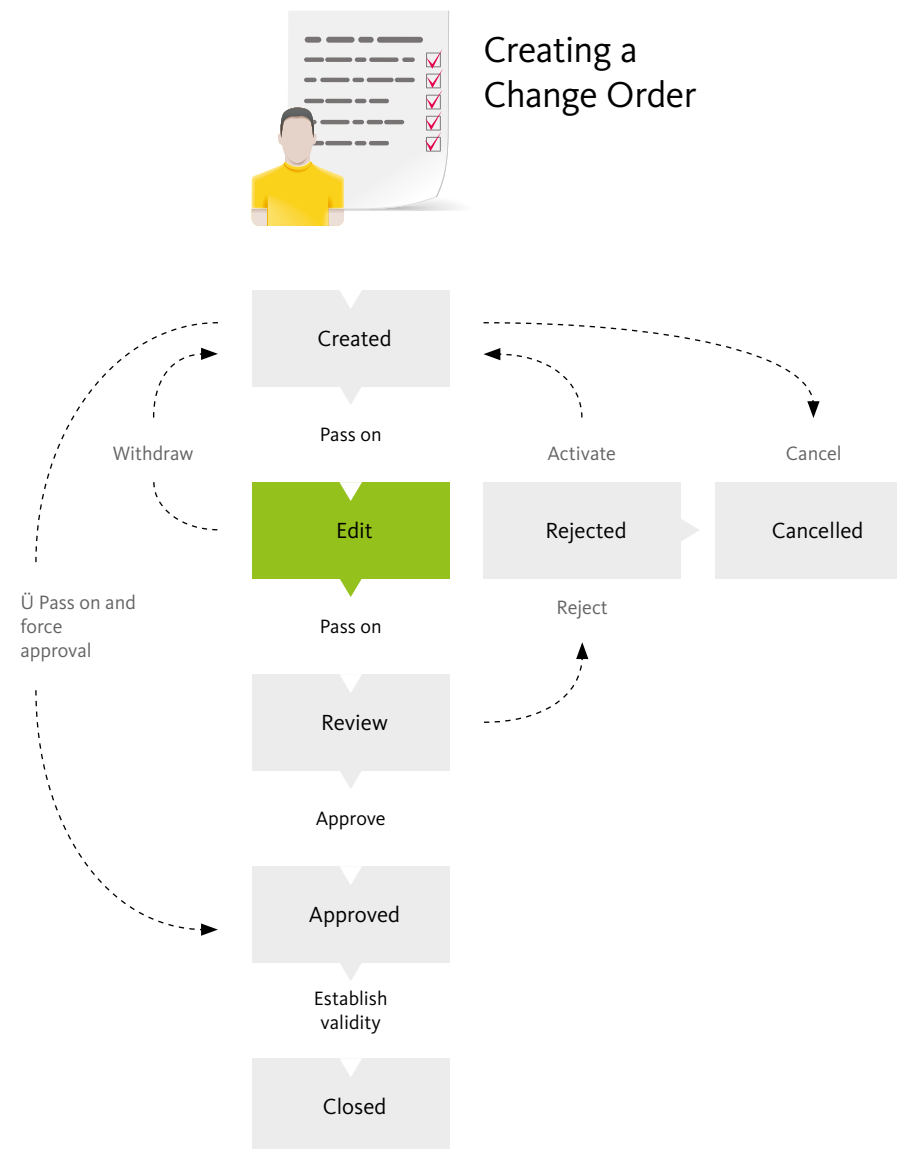 Creating a
Change Order
Created
Pass on
Withdraw
Activate
Cancel
Edit
Rejected
Cancelled
Ü Pass on and
force
approval
Pass on
Reject
Review
Approve
Approved
Establish
validity
Closed